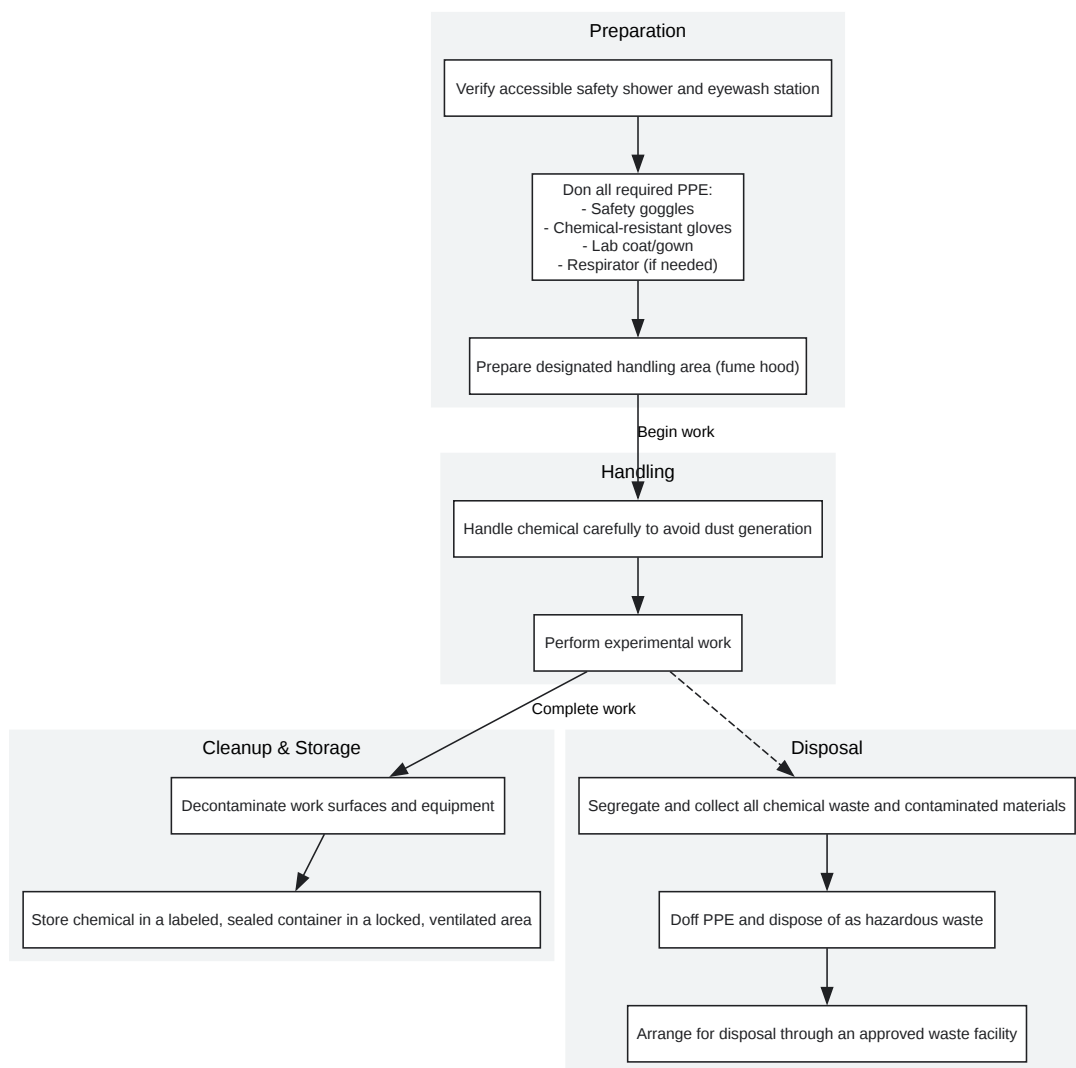 Preparation
Verify accessible safety shower and eyewash station
Don all required PPE:
- Safety goggles
- Chemical-resistant gloves
- Lab coat/gown
- Respirator (if needed)
Prepare designated handling area (fume hood)
Begin work
Handling
Handle chemical carefully to avoid dust generation
Perform experimental work
Complete work
Cleanup & Storage
Decontaminate work surfaces and equipment
Store chemical in a labeled, sealed container in a locked, ventilated area
Disposal
Segregate and collect all chemical waste and contaminated materials
Doff PPE and dispose of as hazardous waste
Arrange for disposal through an approved waste facility